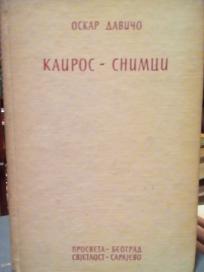 ОСКАР ДАВИЧО
КАИРОС - СНИМЦИ
ПРОСВЕТА - БЕОГРАД
СВЈЕТЛОСТ - САРАЈЕВО